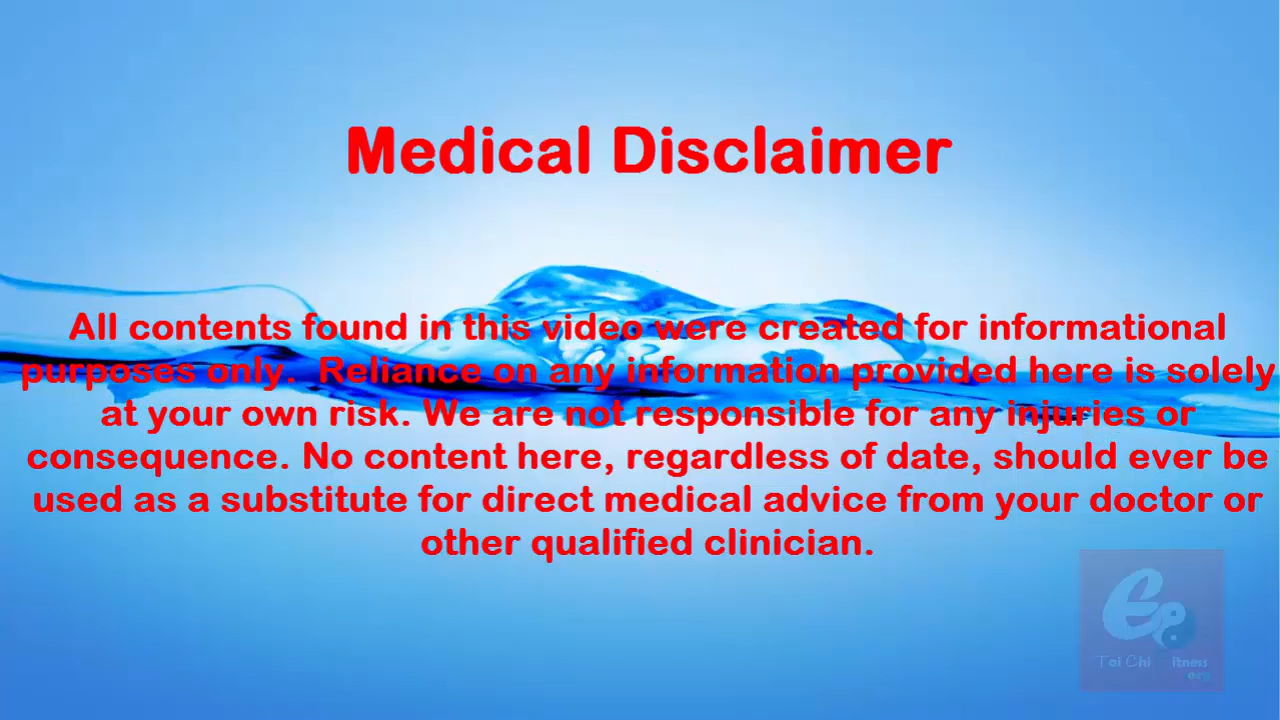 Medical Disclaimer
All contents found in this video were created for informational
purposes only.  Reliance on any information provided here is solely
at your own risk. We are not responsible for any injuries or
consequence. No content here, regardless of date, should ever be
used as a substitute for direct medical advice from your doctor or
other qualified clinician.
Tai Chi itness
.org